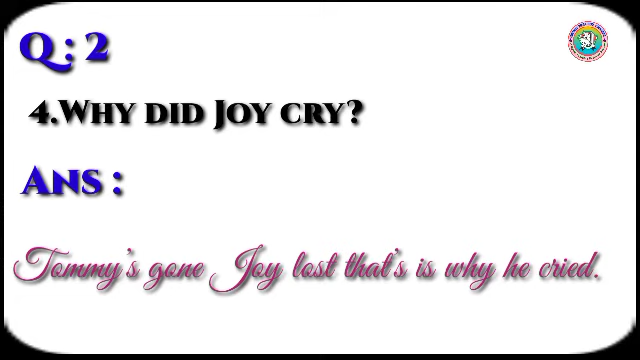 Q : 2
4.Why did Joy cry?
Ans :
Tommy's gone Joy lost that's is why he cried.